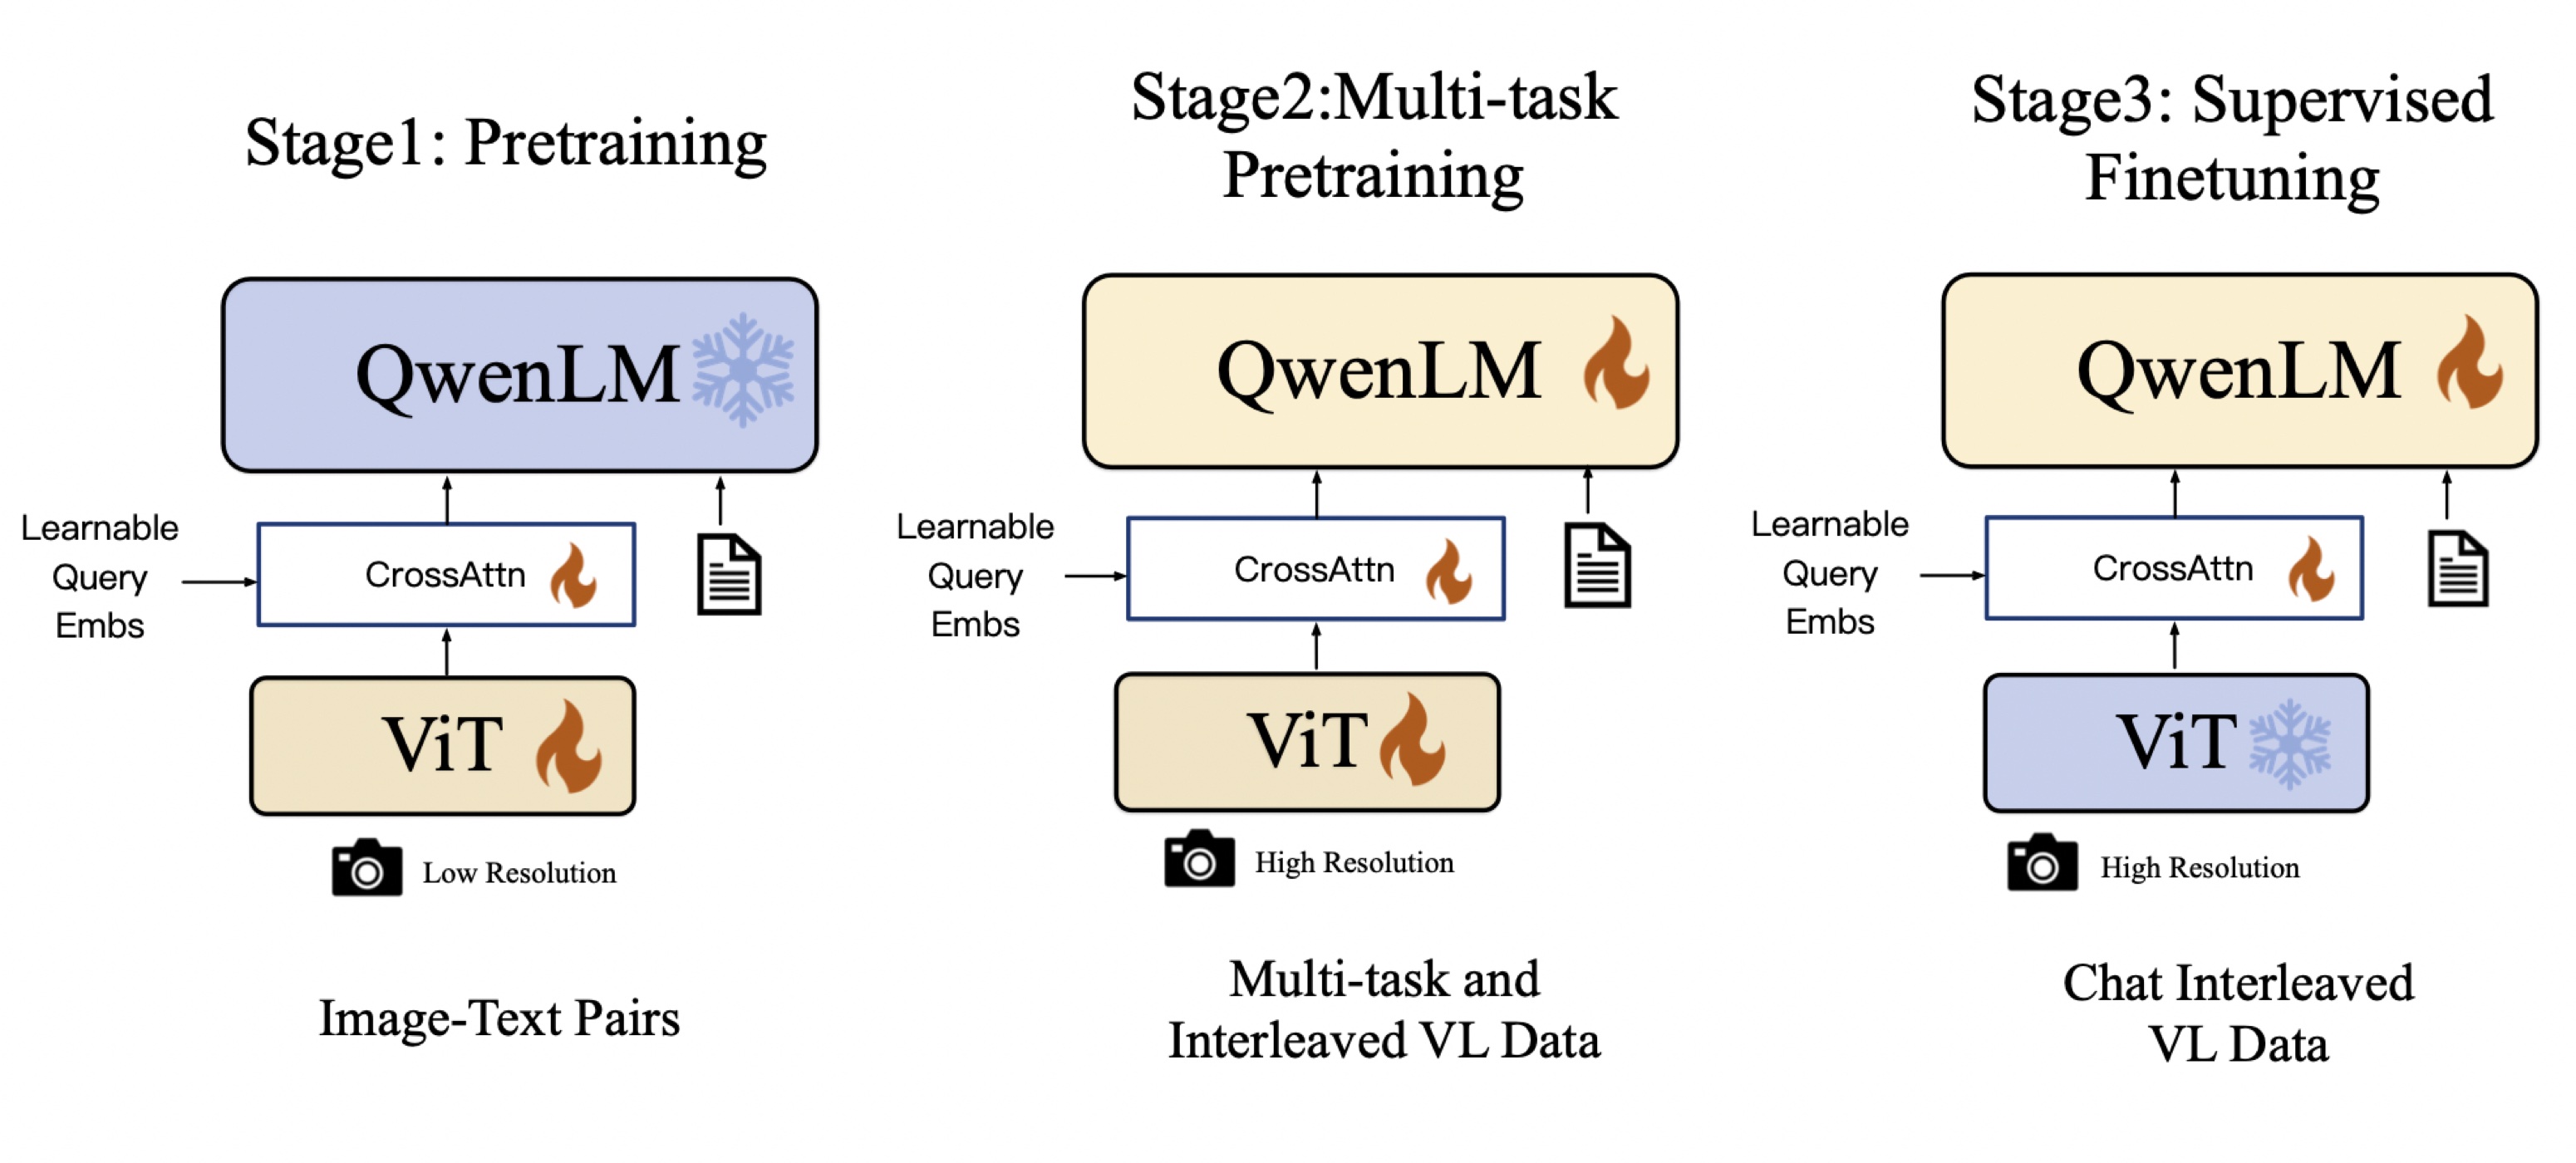 Stage1: Pretraining
QwenLM
Learnable
Query
Embs
CrossAttn
ViT
Low Resolution
Image-Text Pairs
Stage2:Multi-task
Pretraining
QwenLM
Learnable
Query
Embs
CrossAttn
ViT
High Resolution
Multi-task and
Interleaved VL Data
Stage3: Supervised
Finetuning
QwenLM
Learnable
Query
Embs
CrossAttn
ViT
High Resolution
Chat Interleaved
VL Data